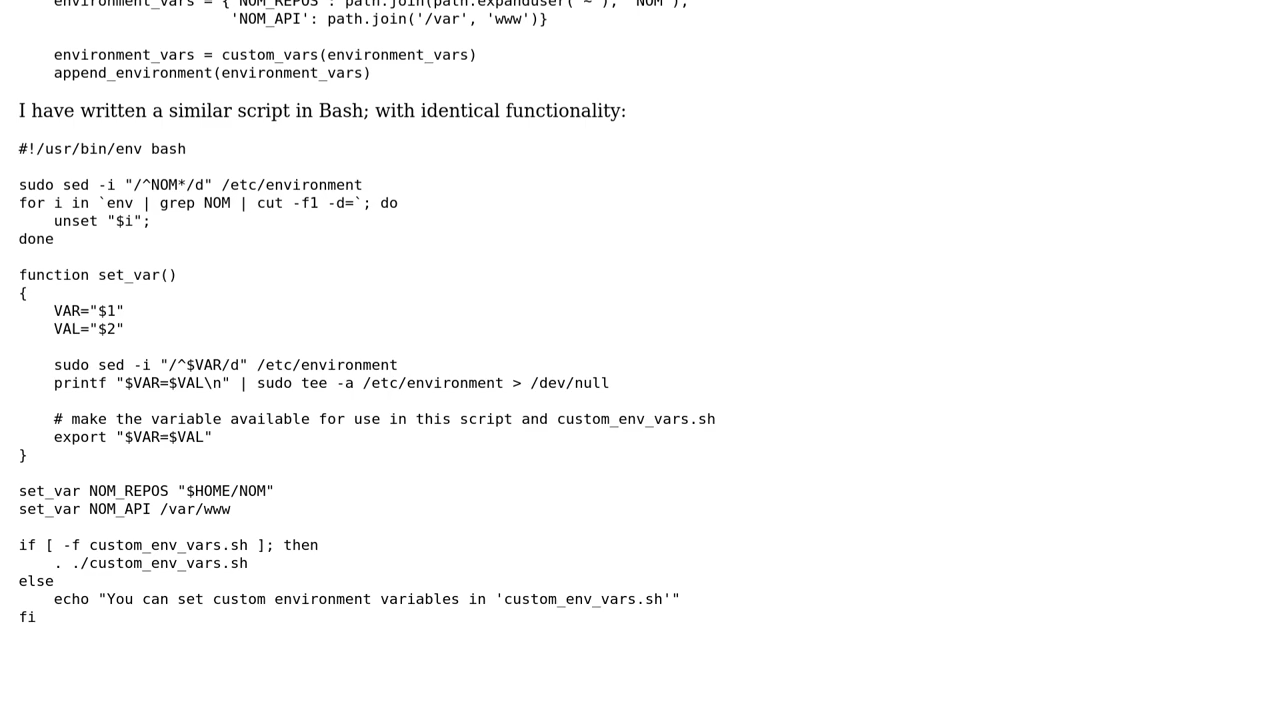 environment_vars = {'NOM_REPOS': path.join(path.expanduser('~'), 'NOM'),
'NOM_API': path.join('/var', 'www')}
environment_vars = custom_vars(environment_vars)
append_environment(environment_vars)
I have written a similar script in Bash; with identical functionality:
#!/usr/bin/env bash
sudo sed -i "/^NOM*/d" /etc/environment
for i in `env | grep NOM | cut -f1 -d=`; do
unset "$i";
done
function set_var()
{
VAR="$1"
VAL="$2"
sudo sed -i "/^$VAR/d" /etc/environment
printf "$VAR=$VAL\n" | sudo tee -a /etc/environment > /dev/null
# make the variable available for use in this script and custom_env_vars.sh
export "$VAR=$VAL"
}
set_var NOM_REPOS "$HOME/NOM"
set_var NOM_API /var/www
if [ -f custom_env_vars.sh ]; then
. ./custom_env_vars.sh
else
echo "You can set custom environment variables in 'custom_env_vars.sh'"
fi